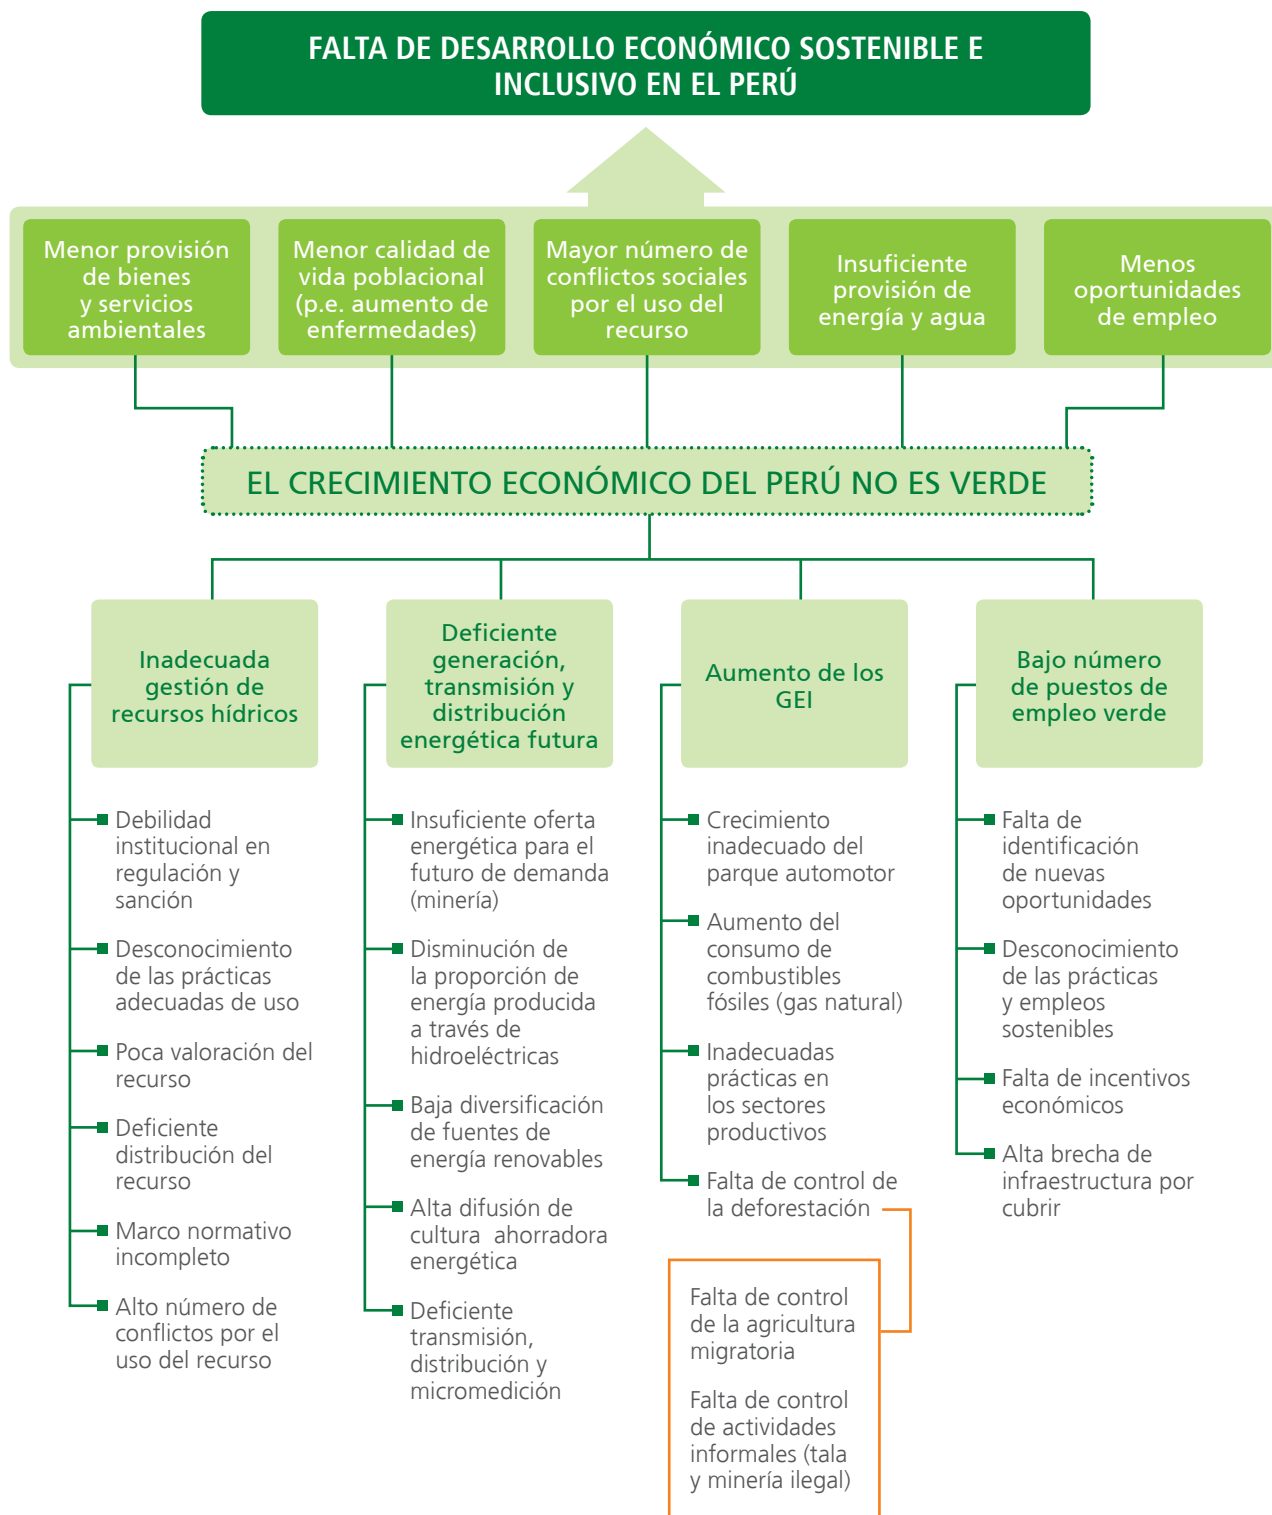 FALTA DE DESARROLLO ECONÓMICO SOSTENIBLE E
INCLUSIVO EN EL PERÚ
Menor provisión
de bienes
y servicios
ambientales
Menor calidad de
vida poblacional
(p.e. aumento de
enfermedades)
Mayor número de
conflictos sociales
por el uso del
recurso
Insuficiente
provisión de
energía y agua
Menos
oportunidades
de empleo
EL CRECIMIENTO ECONÓMICO DEL PERÚ NO ES VERDE
Inadecuada
gestión de
recursos hídricos
Debilidad
institucional en
regulación y
sanción
Desconocimiento
de las prácticas
adecuadas de uso
Poca valoración del
recurso
Deficiente
distribución del
recurso
Marco normativo
incompleto
Alto número de
conflictos por el
uso del recurso
Deficiente
generación,
transmisión y
distribución
energética futura
Insuficiente oferta
energética para el
futuro de demanda
(minería)
Disminución de
la proporción de
energía producida
a través de
hidroeléctricas
Baja diversificación
de fuentes de
energía renovables
Alta difusión de
cultura ahorradora
energética
Deficiente
transmisión,
distribución y
micromedición
Aumento de los
GEI
Crecimiento
inadecuado del
parque automotor
Aumento del
consumo de
combustibles
fósiles (gas natural)
Inadecuadas
prácticas en
los sectores
productivos
Falta de control de
la deforestación
Falta de control
de la agricultura
migratoria
Falta de control
de actividades
informales (tala
y minería ilegal)
Bajo número
de puestos de
empleo verde
Falta de
identificación
de nuevas
oportunidades
Desconocimiento
de las prácticas
y empleos
sostenibles
Falta de incentivos
económicos
Alta brecha de
infraestructura por
cubrir